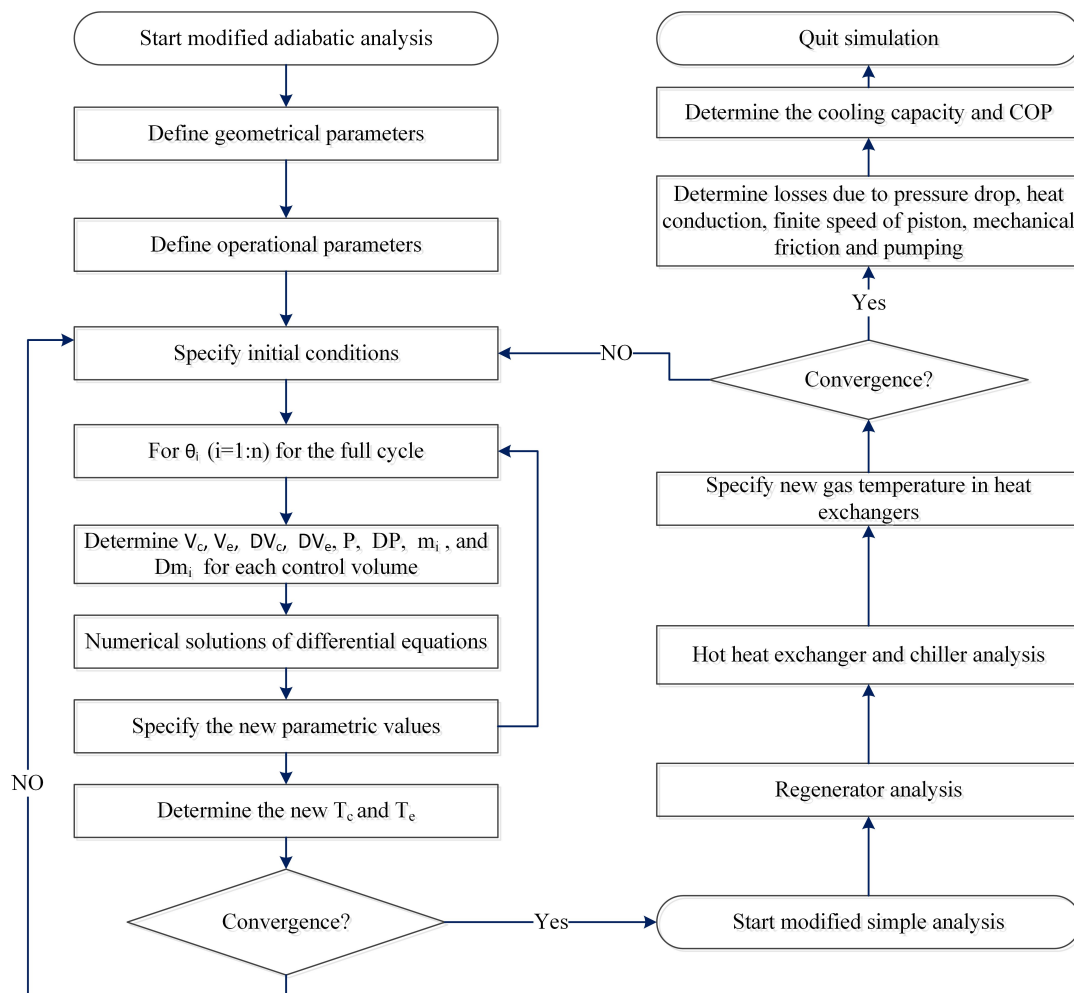 Start modified adiabatic analysis
Define geometrical parameters
Define operational parameters
Specify initial conditions
For θi (i=1:n) for the full cycle
Determine Vc, Ve, DVc, DVe, P, DP, mi , and
Dmi for each control volume
Numerical solutions of differential equations
Specify the new parametric values
Determine the new Tc and Te
Convergence?
NO
Yes
Start modified simple analysis
Regenerator analysis
Hot heat exchanger and chiller analysis
Specify new gas temperature in heat
exchangers
Convergence?
NO
Yes
Determine losses due to pressure drop, heat
conduction, finite speed of piston, mechanical
friction and pumping
Determine the cooling capacity and COP
Quit simulation